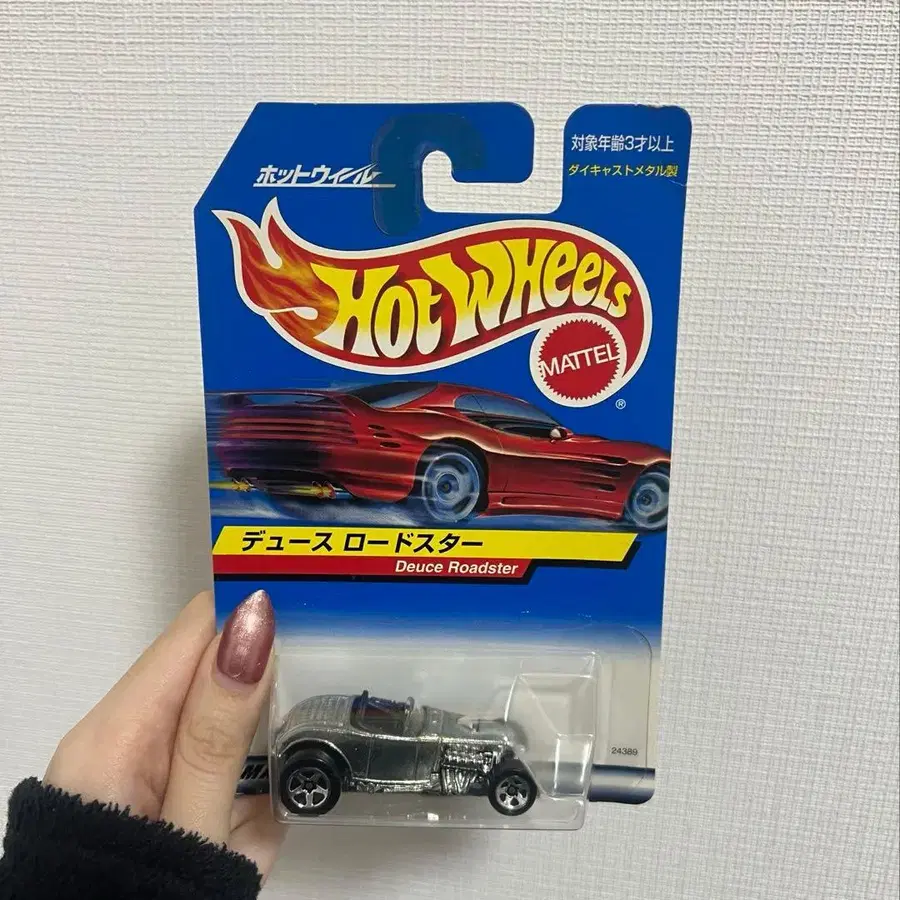 対象年齢3才以上
ホットウィール
ダイキャストメタル製
HOT WHEELS
MATTEL
®
デュース ロードスター
Deuce Roadster
24389